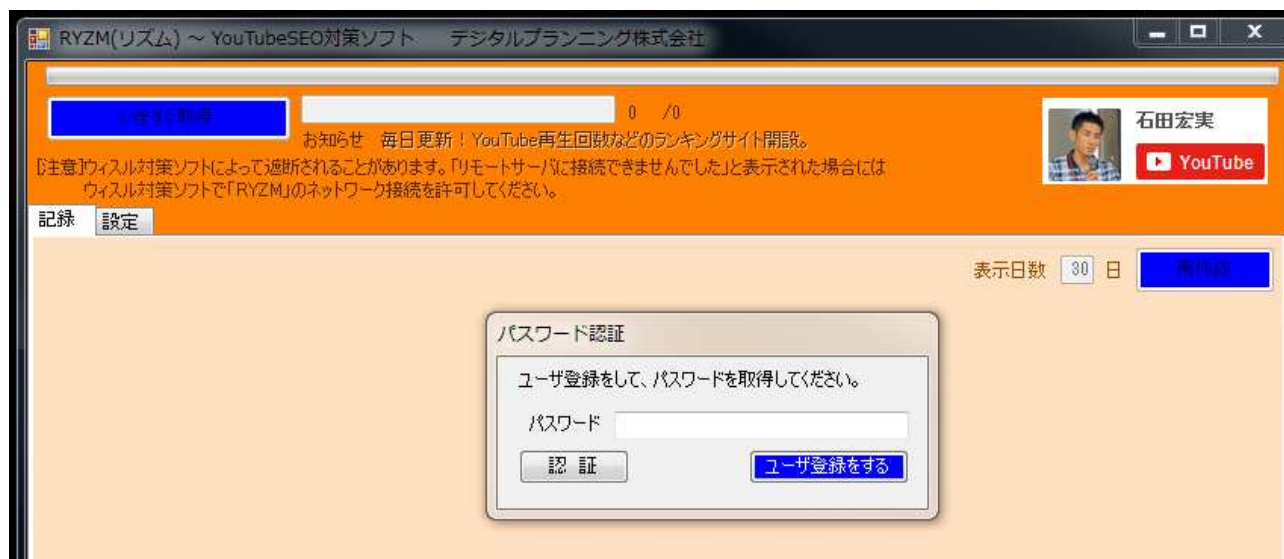 RYZM(リズム) ~ YouTubeSEO対策ソフト　　デジタルプランニング株式会社
いますぐ取得
0 /0
お知らせ　毎日更新！YouTube再生回数などのランキングサイト開設。
[注意]ウィスル対策ソフトによって遮断されることがあります。「リモートサーバに接続できませんでした」と表示された場合には
ウィスル対策ソフトで「RYZM」のネットワーク接続を許可してください。
石田宏実
YouTube
記録　設定
表示日数 30 日
パスワード認証
ユーザ登録をして、パスワードを取得してください。
パスワード
認 証　ユーザ登録をする